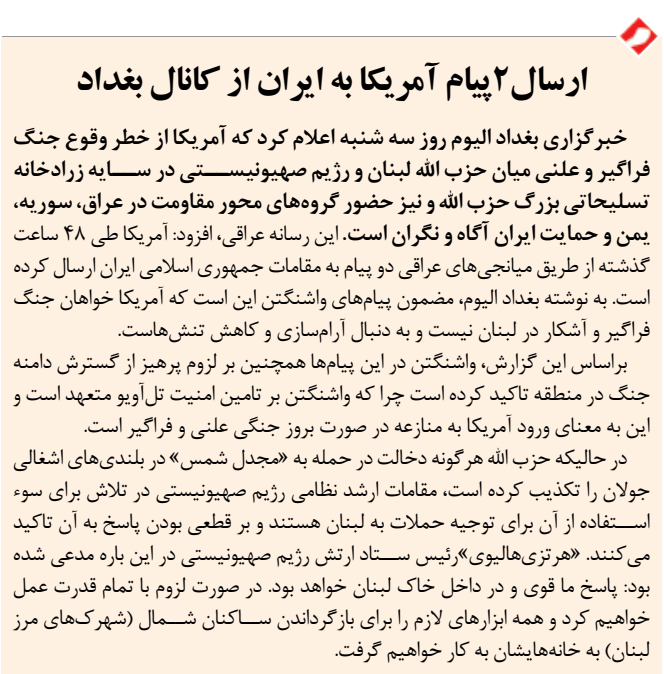 ارسال۲پیام آمریکا به ایران از کانال بغداد
خبرگزاری بغداد الیوم روز سه شنبه اعلام کرد که آمریکا از خطر وقوع جنگ
فراگیر و علنی میان حزب الله لبنان و رژیم صهیونیستی در سایه زرادخانه
تسلیحاتی بزرگ حزب الله و نیز حضور گروه‌های محور مقاومت در عراق، سوریه،
یمن و حمایت ایران آگاه و نگران است. این رسانه عراقی، افزود: آمریکا طی ۴۸ ساعت
گذشته از طریق میانجی‌های عراقی دو پیام به مقامات جمهوری اسلامی ایران ارسال کرده
است. به نوشته بغداد الیوم، مضمون پیام‌های واشنگتن این است که آمریکا خواهان جنگ
فراگیر و آشکار در لبنان نیست و به دنبال آرام‌سازی و کاهش تنش‌هاست.
براساس این گزارش، واشنگتن در این پیام‌ها همچنین بر لزوم پرهیز از گسترش دامنه
جنگ در منطقه تاکید کرده است چرا که واشنگتن بر تامین امنیت تل‌آویو متعهد است و
این به معنای ورود آمریکا به منازعه در صورت بروز جنگی علنی و فراگیر است.
در حالیکه حزب الله هرگونه دخالت در حمله به «مجدل شمس» در بلندی‌های اشغالی
جولان را تکذیب کرده است، مقامات ارشد نظامی رژیم صهیونیستی در تلاش برای سوء
استفاده از آن برای توجیه حملات به لبنان هستند و بر قطعی بودن پاسخ به آن تاکید
می‌کنند. «هرتزی‌هالیوی»رئیس ستاد ارتش رژیم صهیونیستی در این باره مدعی شده
بود: پاسخ ما قوی و در داخل خاک لبنان خواهد بود. در صورت لزوم با تمام قدرت عمل
خواهیم کرد و همه ابزارهای لازم را برای بازگرداندن ساکنان شمال (شهرک‌های مرز
لبنان) به خانه‌هایشان به کار خواهیم گرفت.